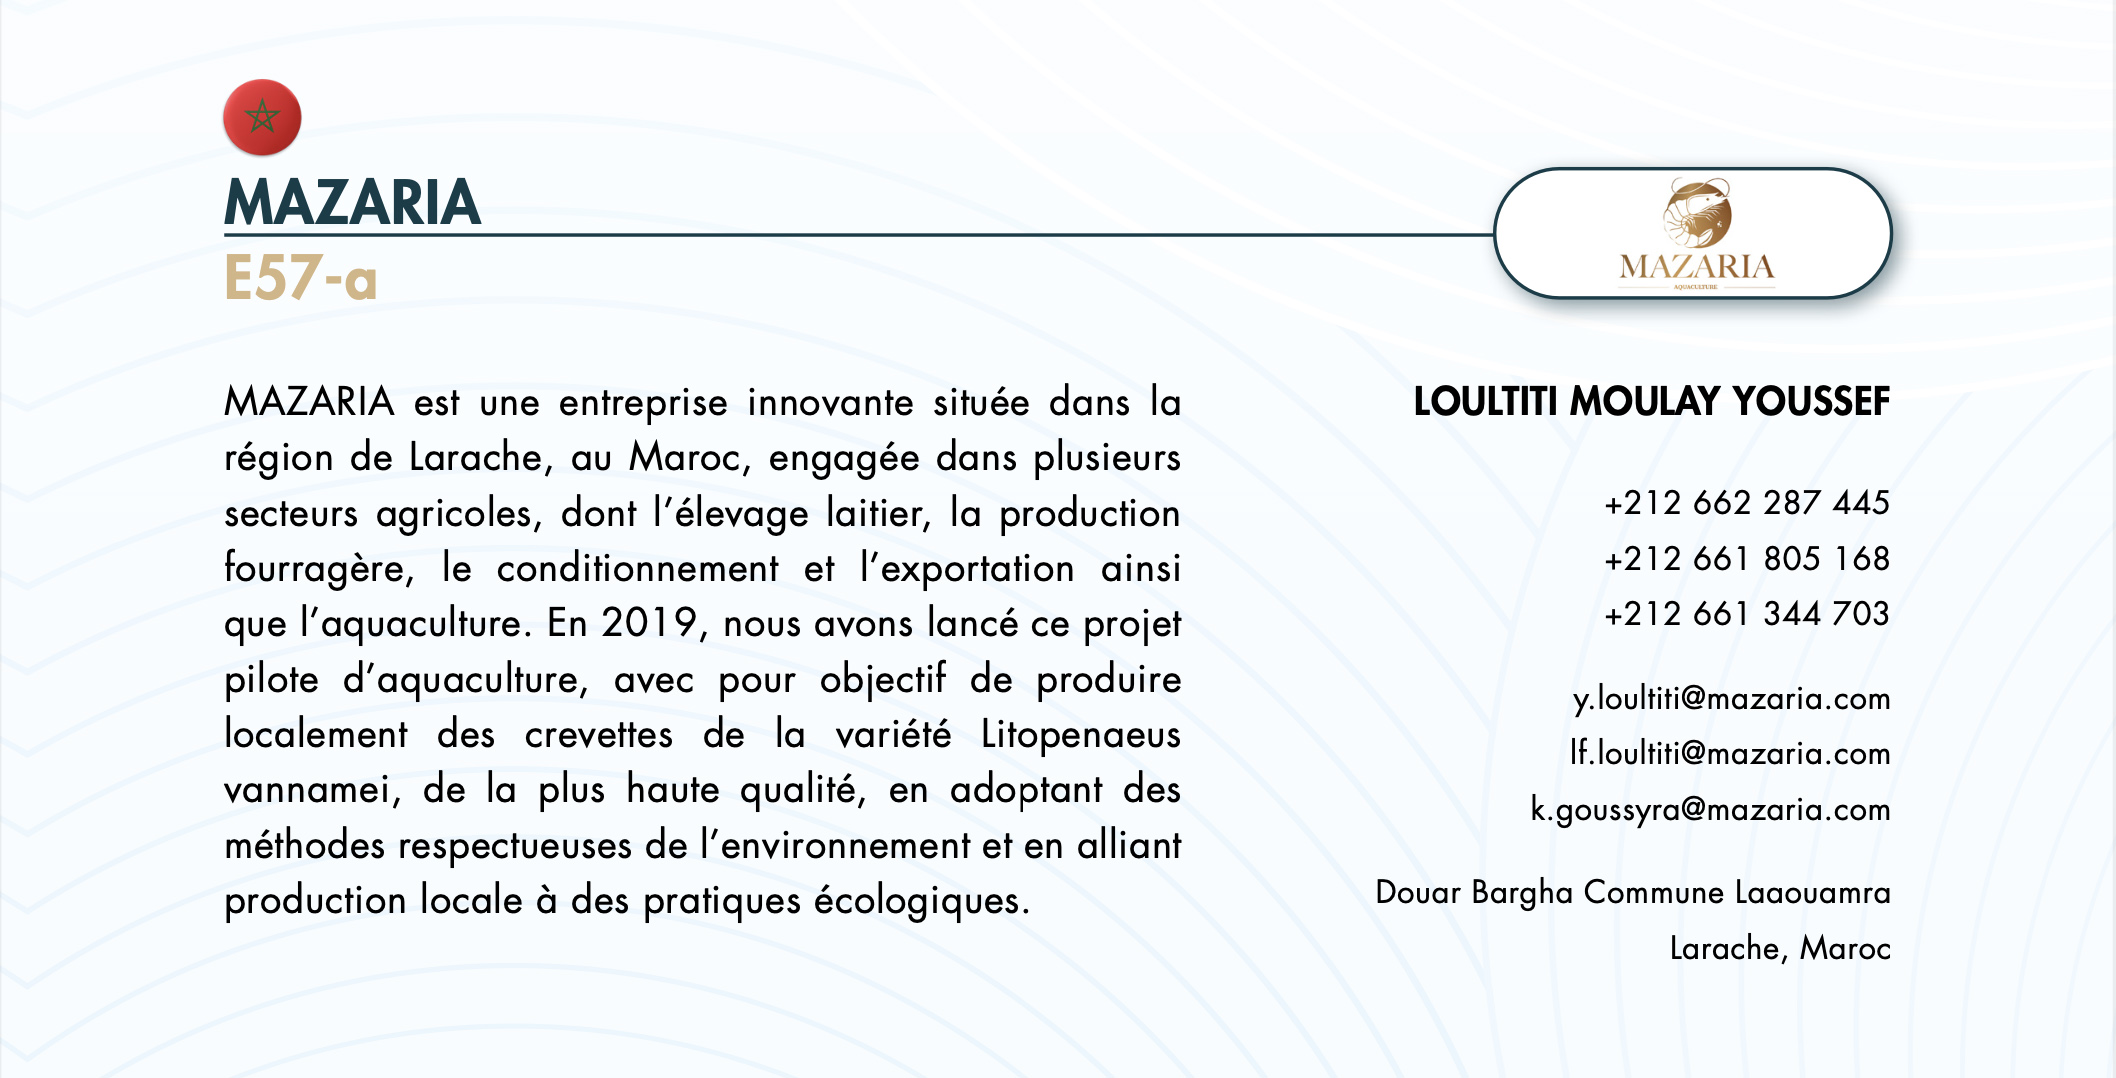 MAZARIA
E57-a
MAZARIA
AQUACULTURE
MAZARIA est une entreprise innovante située dans la
région de Larache, au Maroc, engagée dans plusieurs
secteurs agricoles, dont l’élevage laitier, la production
fourragère, le conditionnement et l’exportation ainsi
que l’aquaculture. En 2019, nous avons lancé ce projet
pilote d’aquaculture, avec pour objectif de produire
localement des crevettes de la variété Litopenaeus
vannamei, de la plus haute qualité, en adoptant des
méthodes respectueuses de l’environnement et en alliant
production locale à des pratiques écologiques.
LOULTITI MOULAY YOUSSEF
+212 662 287 445
+212 661 805 168
+212 661 344 703
y.loultiti@mazaria.com
lf.loultiti@mazaria.com
k.goussyra@mazaria.com
Douar Bargha Commune Laaouamra
Larache, Maroc